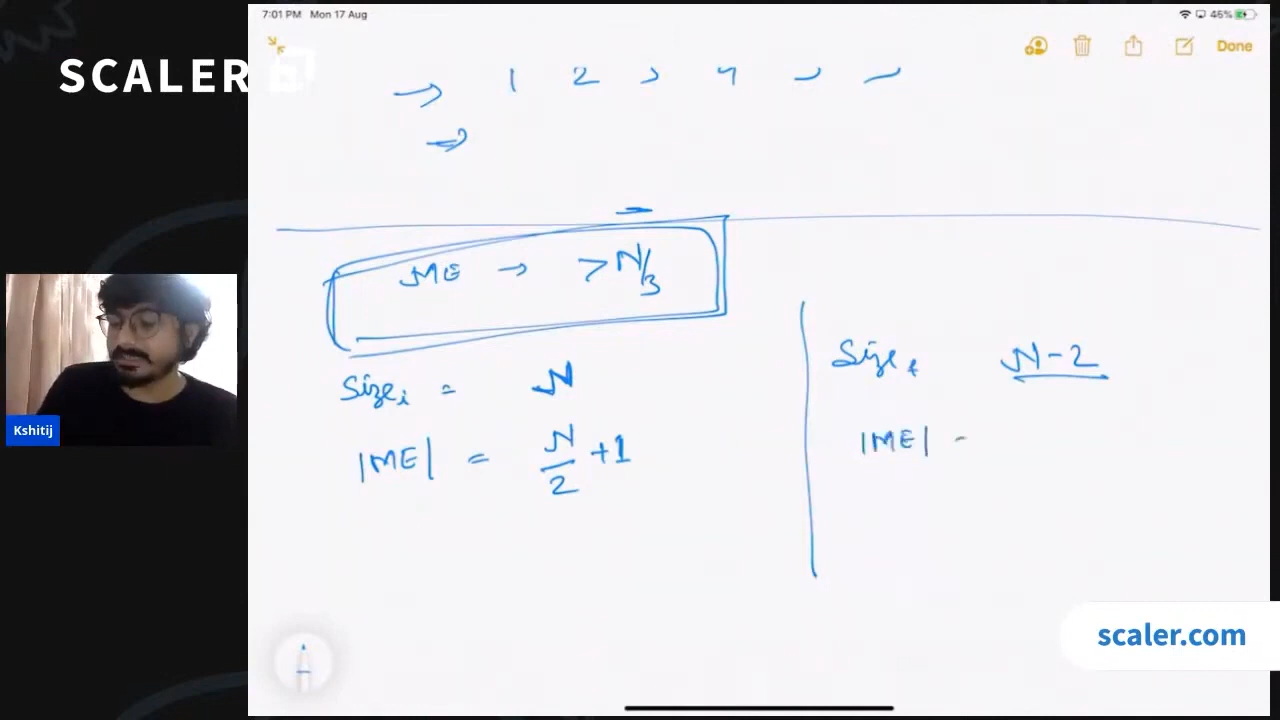 7:01 PM Mon 17 Aug
46%
Done
SCALER
→ 1 2 , 4
⇒
ME → > N/3
Size i = N
|ME| = N/2 + 1
Size f N-2
|ME| =
Kshitij
scaler.com